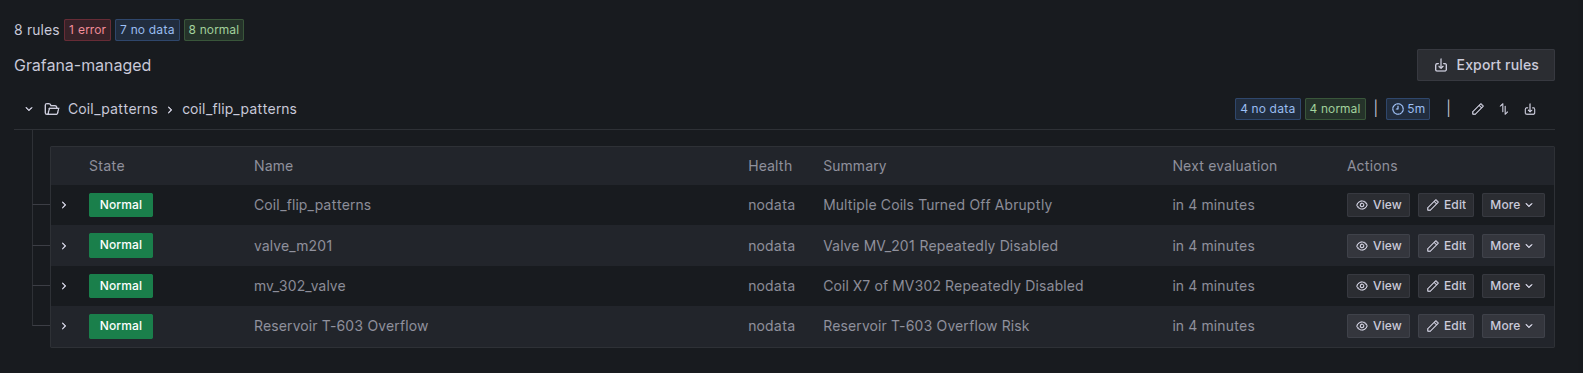 8 rules 1 error 7 no data 8 normal
Grafana-managed Export rules
Coil_patterns > coil_flip_patterns 4 no data 4 normal | 5m |
State Name Health Summary Next evaluation Actions
Normal Coil_flip_patterns nodata Multiple Coils Turned Off Abruptly in 4 minutes View Edit More
Normal valve_m201 nodata Valve MV_201 Repeatedly Disabled in 4 minutes View Edit More
Normal mv_302_valve nodata Coil X7 of MV302 Repeatedly Disabled in 4 minutes View Edit More
Normal Reservoir T-603 Overflow nodata Reservoir T-603 Overflow Risk in 4 minutes View Edit More